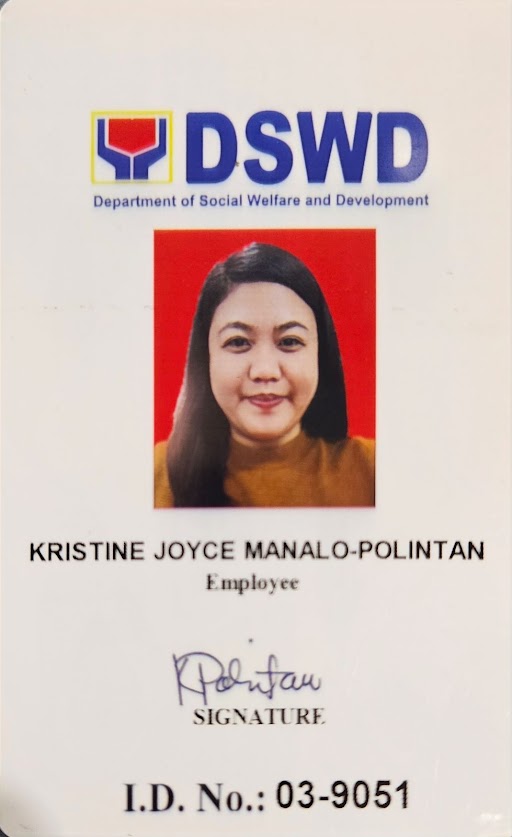 DSWD
Department of Social Welfare and Development
KRISTINE JOYCE MANALO-POLINTAN
Employee
KPolintan
SIGNATURE
I.D. No.: 03-9051